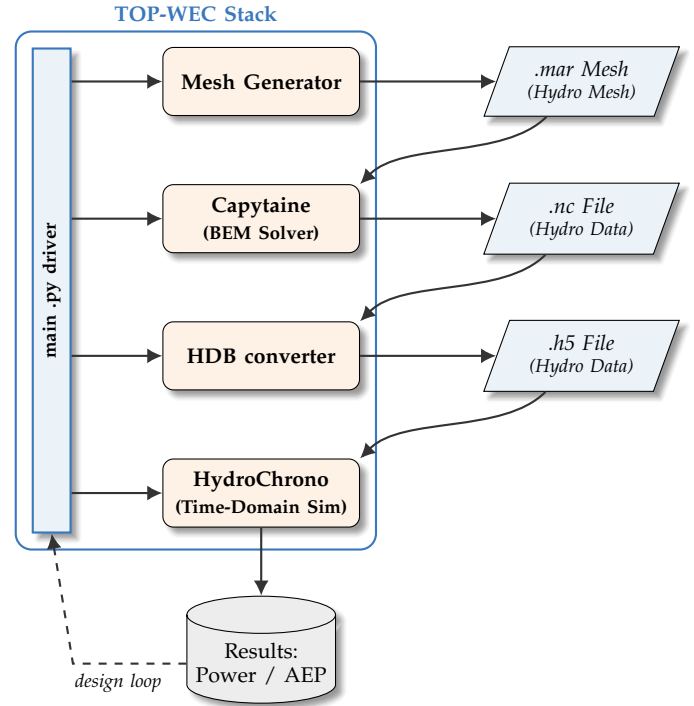 TOP-WEC Stack
main .py driver
Mesh Generator
.mar Mesh
(Hydro Mesh)
Capytaine
(BEM Solver)
.nc File
(Hydro Data)
HDB converter
.h5 File
(Hydro Data)
HydroChrono
(Time-Domain Sim)
Results:
Power / AEP
design loop